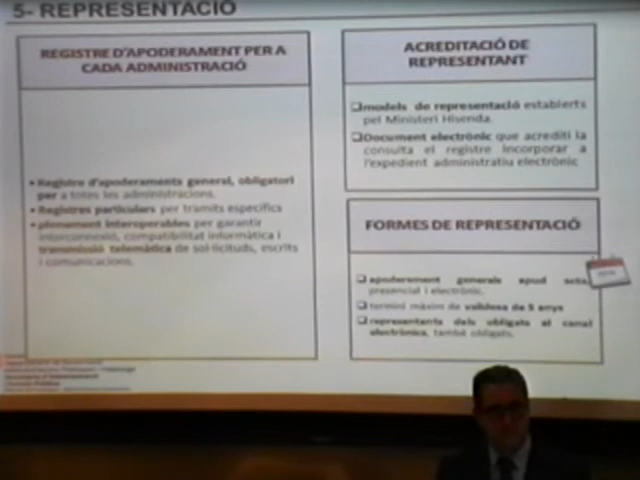 5- REPRESENTACIÓ
REGISTRE D'APODERAMENT PER A
CADA ADMINISTRACIÓ
• Registre d'apoderaments general, obligatori
per a totes les administracions.
• Registres particulars per tràmits específics
• plenament interoperables per garantir
interconnexió, compatibilitat informàtica i
transmissió telemàtica de sol·licituds, escrits
i comunicacions.
ACREDITACIÓ DE
REPRESENTANT
❑models de representació establerts
pel Ministeri Hisenda.
❑Document electrònic que acrediti la
consulta el registre incorporar a
l'expedient administratiu electrònic
FORMES DE REPRESENTACIÓ
❑ apoderament generals apud acta
presencial i electrònic.
❑ termini màxim de validesa de 5 anys
❑ representants dels obligats al canal
electrònics, també obligats.